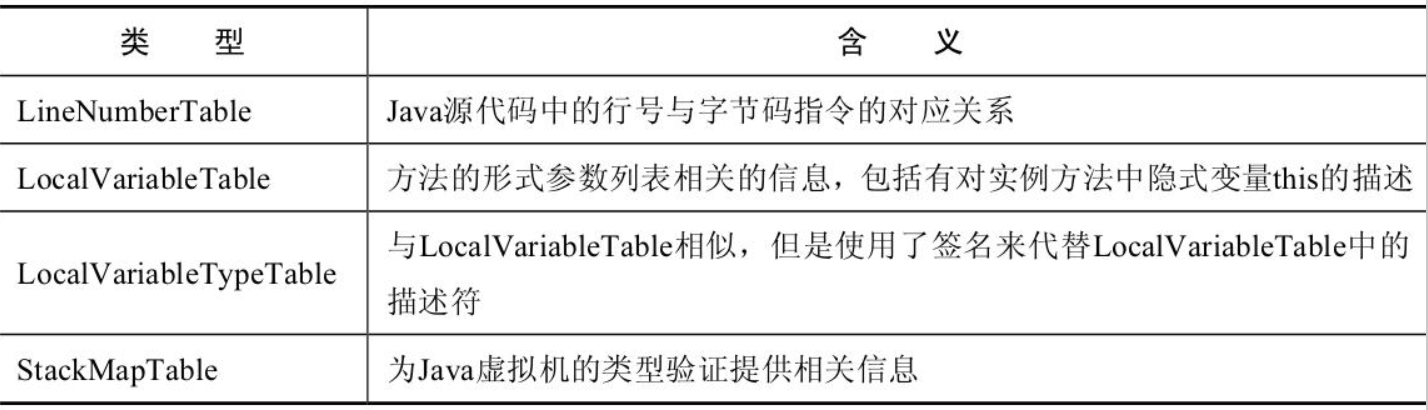 类 型 含 义
LineNumberTable Java源代码中的行号与字节码指令的对应关系
LocalVariableTable 方法的形式参数列表相关的信息，包括有对实例方法中隐式变量this的描述
LocalVariableTypeTable 与LocalVariableTable相似，但是使用了签名来代替LocalVariableTable中的
描述符
StackMapTable 为Java虚拟机的类型验证提供相关信息